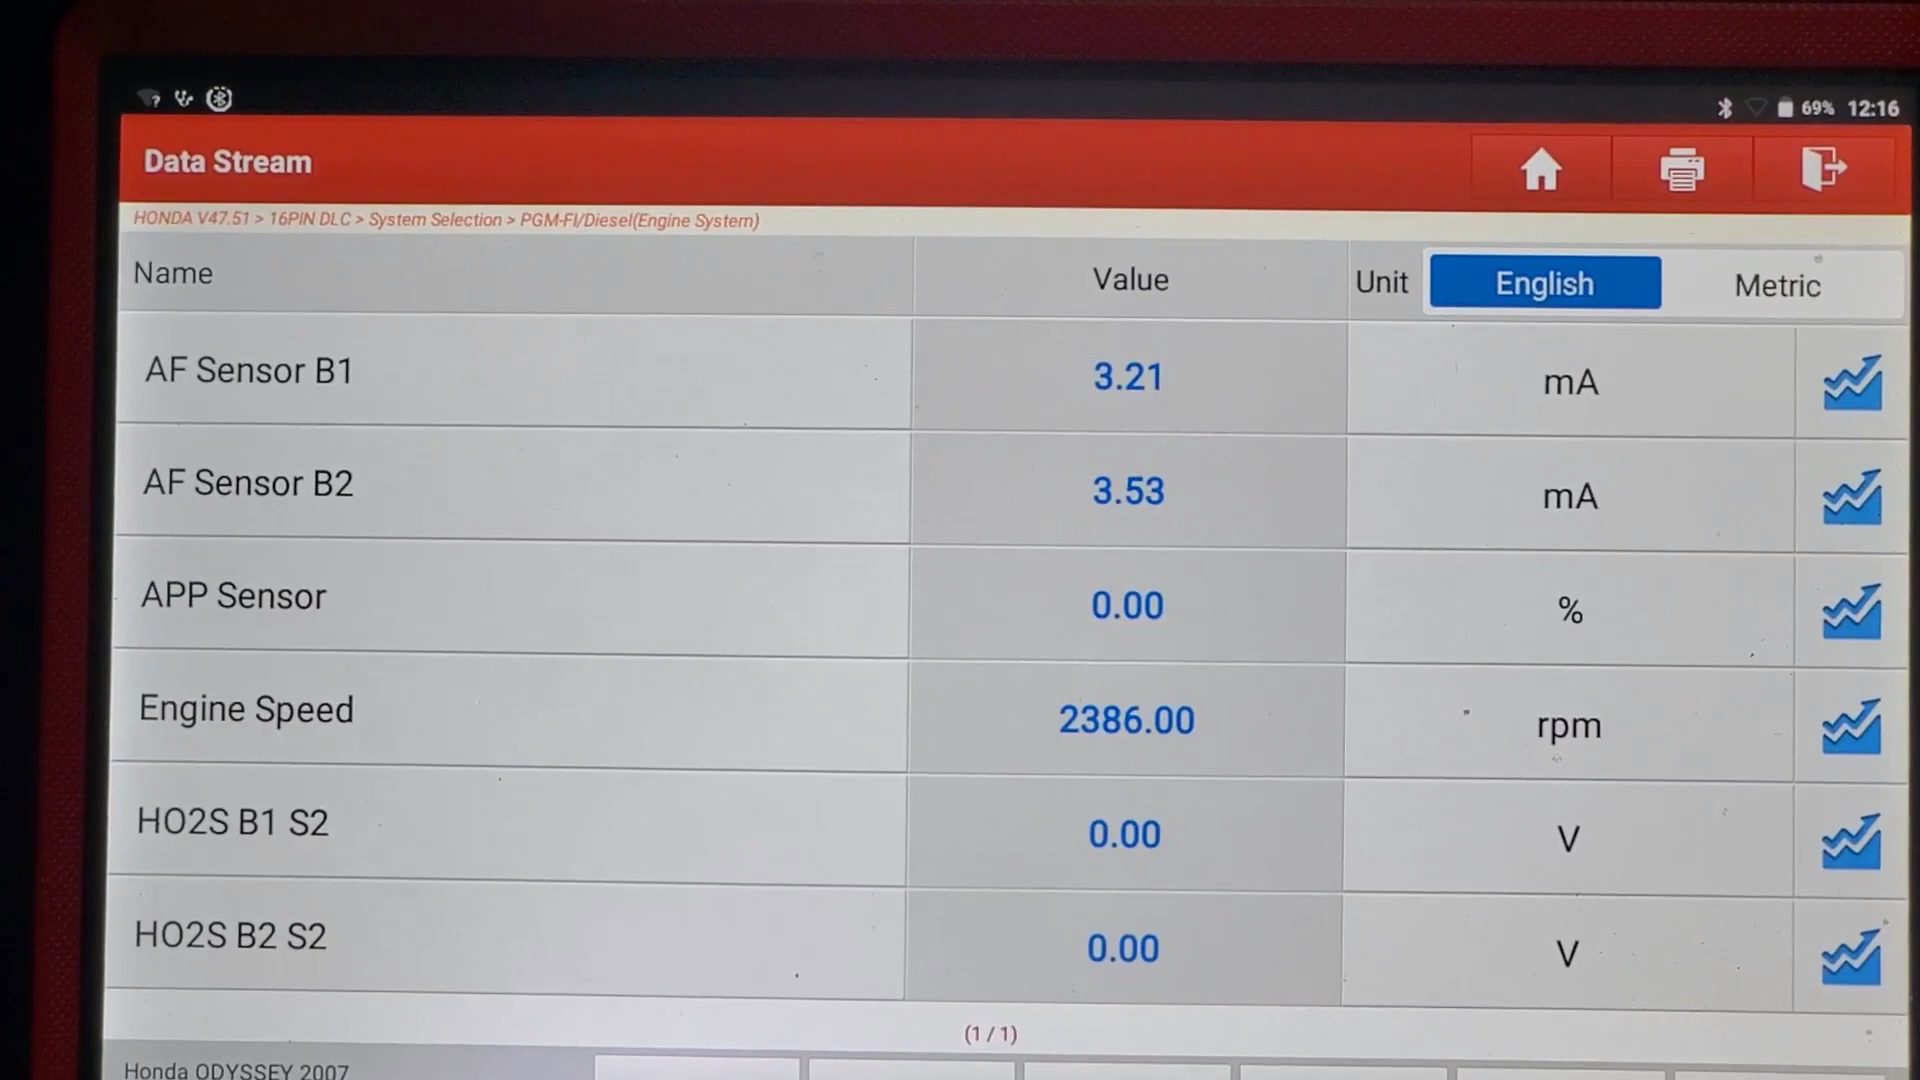 69% 12:16
Data Stream
HONDA V47.51 > 16PIN DLC > System Selection > PGM-FI/Diesel(Engine System)
Name Value Unit English Metric
AF Sensor B1 3.21 mA
AF Sensor B2 3.53 mA
APP Sensor 0.00 %
Engine Speed 2386.00 rpm
HO2S B1 S2 0.00 V
HO2S B2 S2 0.00 V
(1 / 1)
Honda ODYSSEY 2007